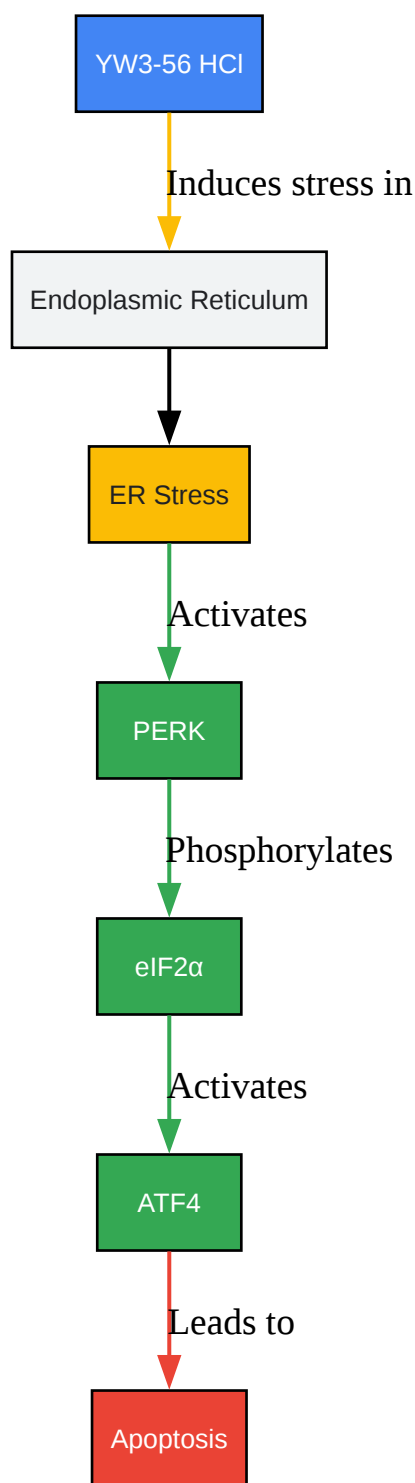 YW3-56 HCl
Induces stress in
Endoplasmic Reticulum
ER Stress
Activates
PERK
Phosphorylates
eIF2α
Activates
ATF4
Leads to
Apoptosis